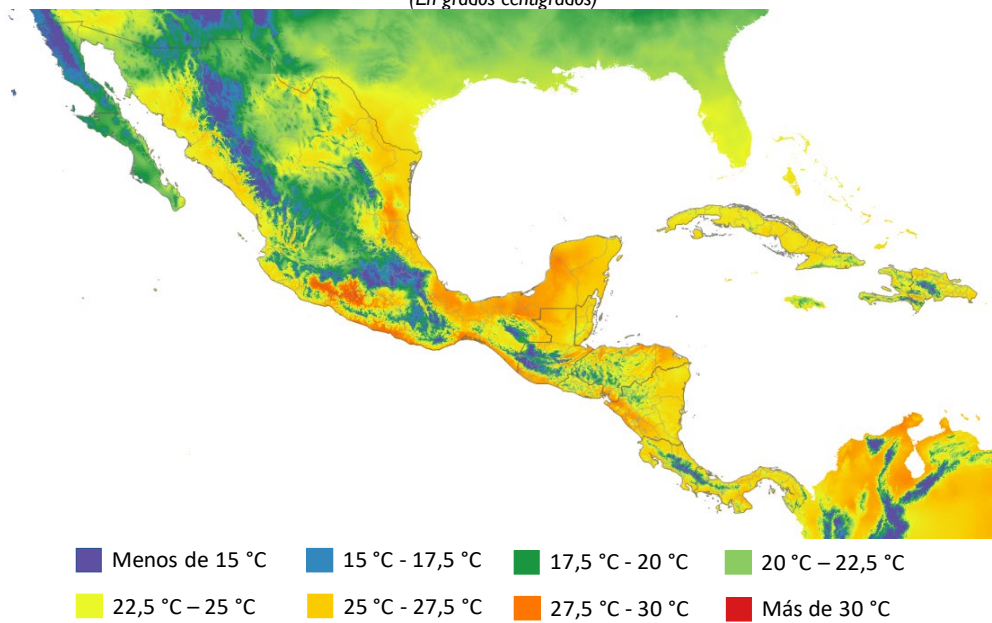 (En grados centígrados)
Menos de 15 °C 15 °C - 17,5 °C 17,5 °C - 20 °C 20 °C – 22,5 °C
22,5 °C – 25 °C 25 °C - 27,5 °C 27,5 °C - 30 °C Más de 30 °C